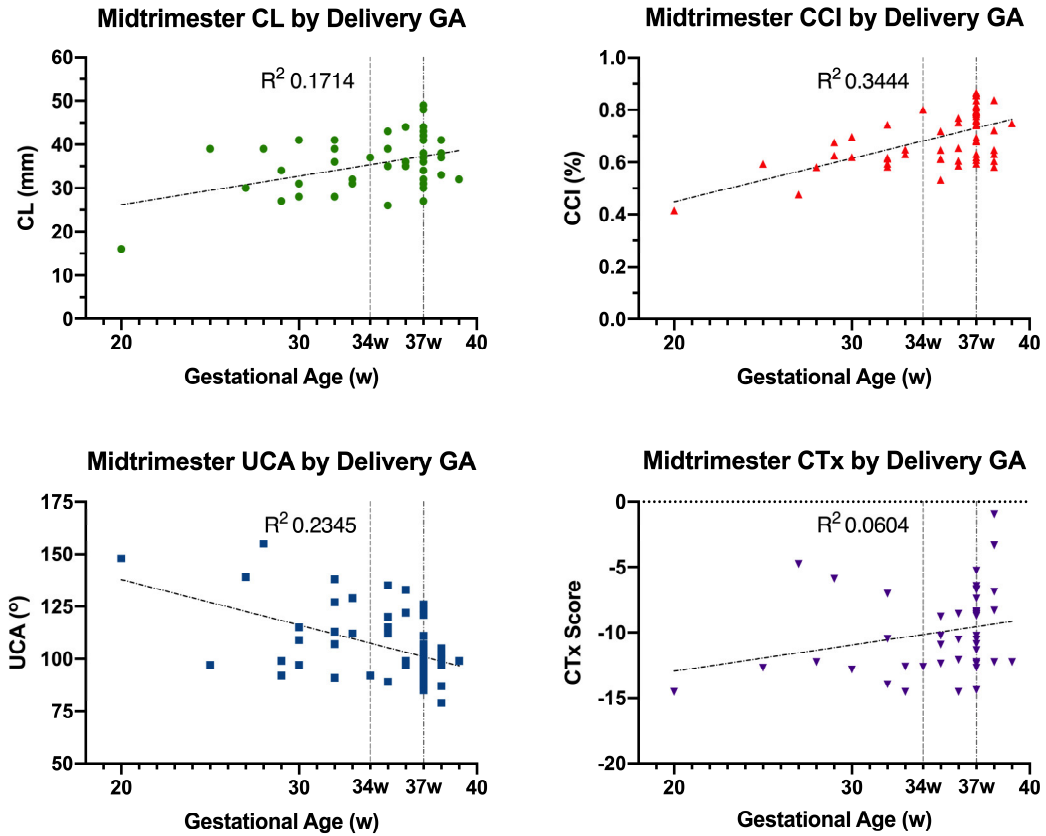 Midtrimester CL by Delivery GA
R² 0.1714
CL (mm)
60
50
40
30
20
10
0
20 30 34w 37w 40
Gestational Age (w)
Midtrimester CCI by Delivery GA
R² 0.3444
CCI (%)
1.0
0.8
0.6
0.4
0.2
0.0
20 30 34w 37w 40
Gestational Age (w)
Midtrimester UCA by Delivery GA
R² 0.2345
UCA (º)
175
150
125
100
75
50
20 30 34w 37w 40
Gestational Age (w)
Midtrimester CTx by Delivery GA
R² 0.0604
CTx Score
0
-5
-10
-15
-20
20 30 34w 37w 40
Gestational Age (w)